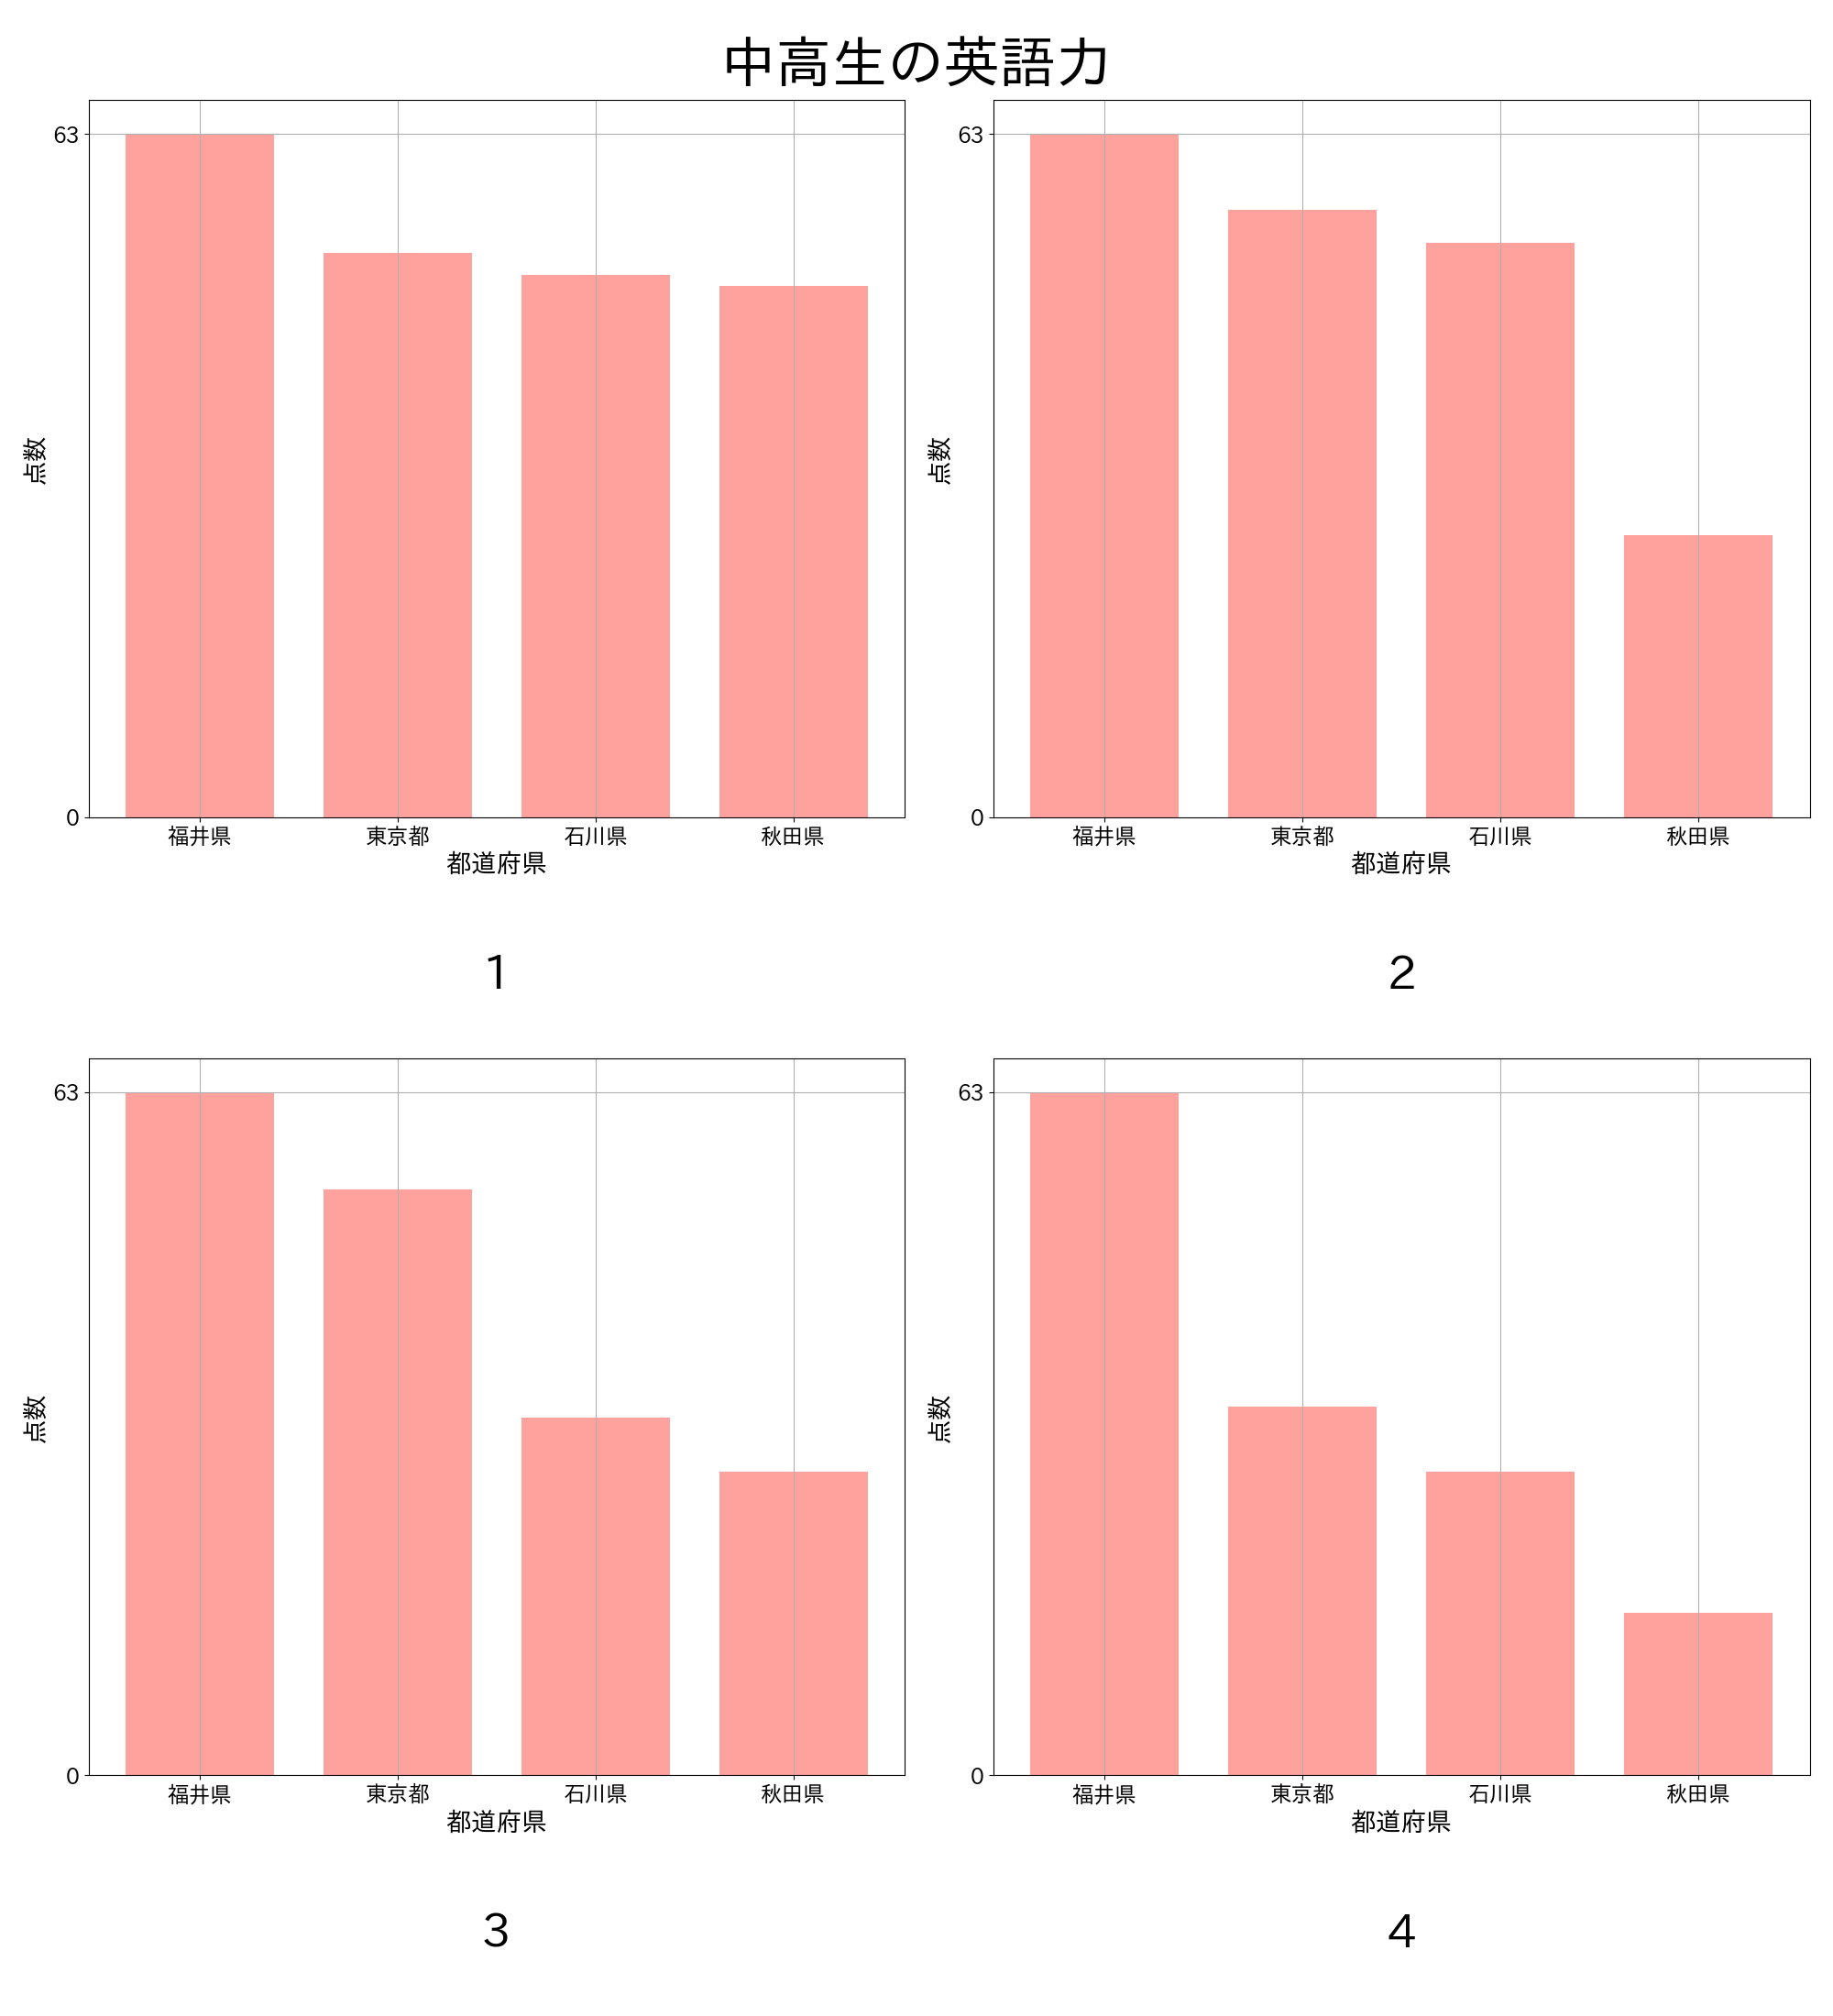 中高生の英語力
63
0
点数
福井県 東京都 石川県 秋田県
都道府県
1
63
0
点数
福井県 東京都 石川県 秋田県
都道府県
2
63
0
点数
福井県 東京都 石川県 秋田県
都道府県
3
63
0
点数
福井県 東京都 石川県 秋田県
都道府県
4